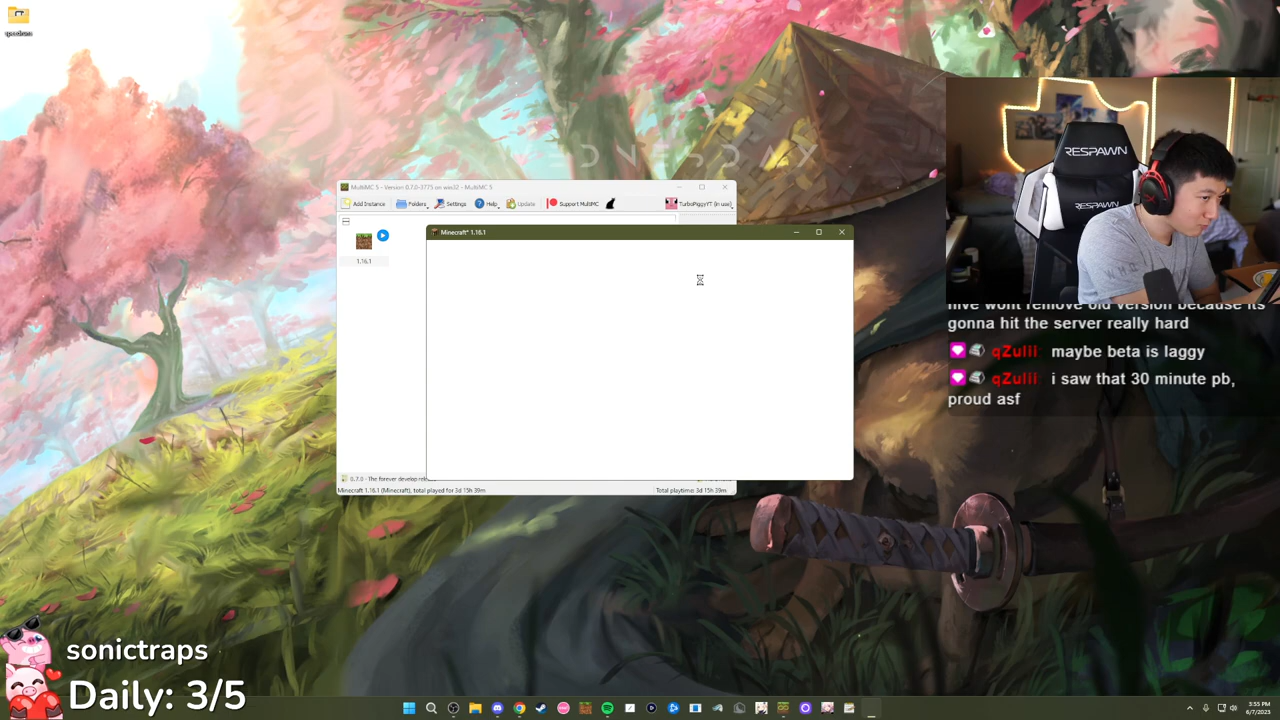 WEDNESDAY
MultiMC 5 - Version 0.7.0-3775 on win32 - MultiMC 5
Add Instance Folders Settings Help Update Support MultiMC TurboPiggyYT (in use)
Minecraft* 1.16.1
1.16.1
0.7.0 - The forever develop
Minecraft 1.16.1 (Minecraft), total played for 3d 15h 39m Total playtime: 3d 15h 39m
RESPAWN
RESPAWN
hive wont remove old version because its
gonna hit the server really hard
qZulii maybe beta is laggy
qZulii i saw that 30 minute pb,
proud asf
sonictraps
Daily: 3/5
3:55 PM
6/7/2023